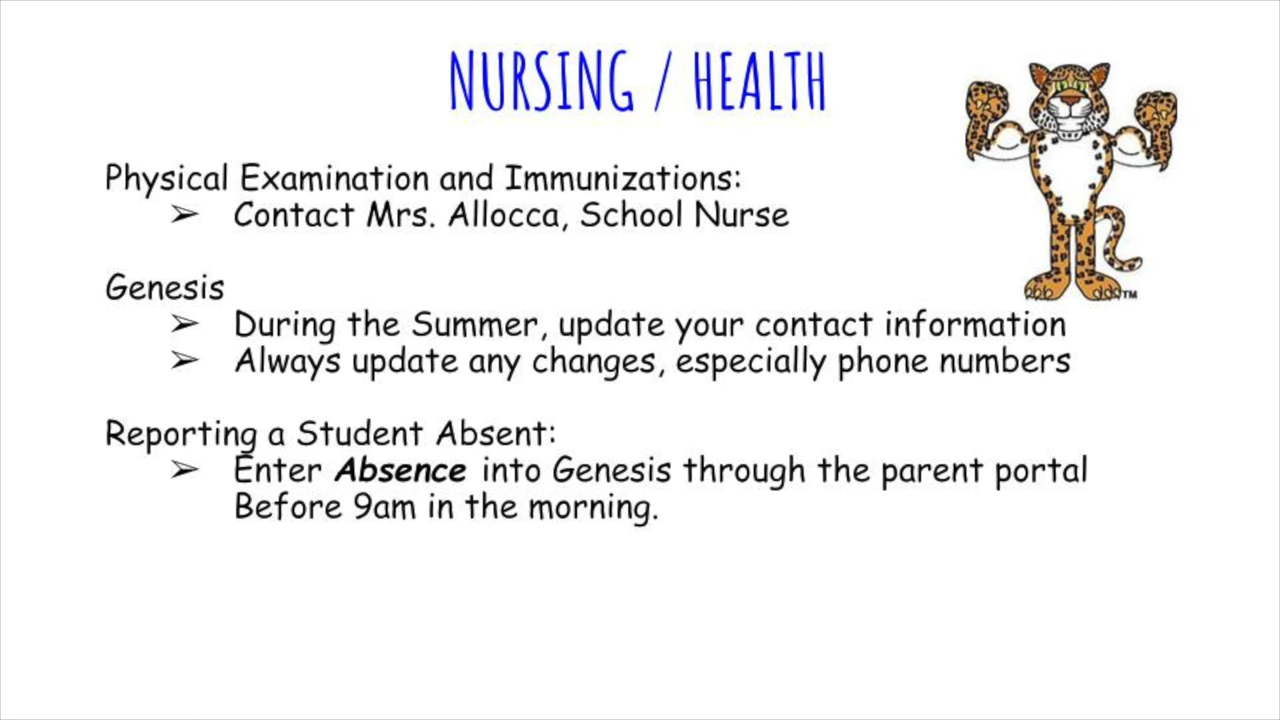 NURSING / HEALTH
Physical Examination and Immunizations:
➢ Contact Mrs. Allocca, School Nurse
Genesis
➢ During the Summer, update your contact information
➢ Always update any changes, especially phone numbers
Reporting a Student Absent:
➢ Enter Absence into Genesis through the parent portal
Before 9am in the morning.
TM